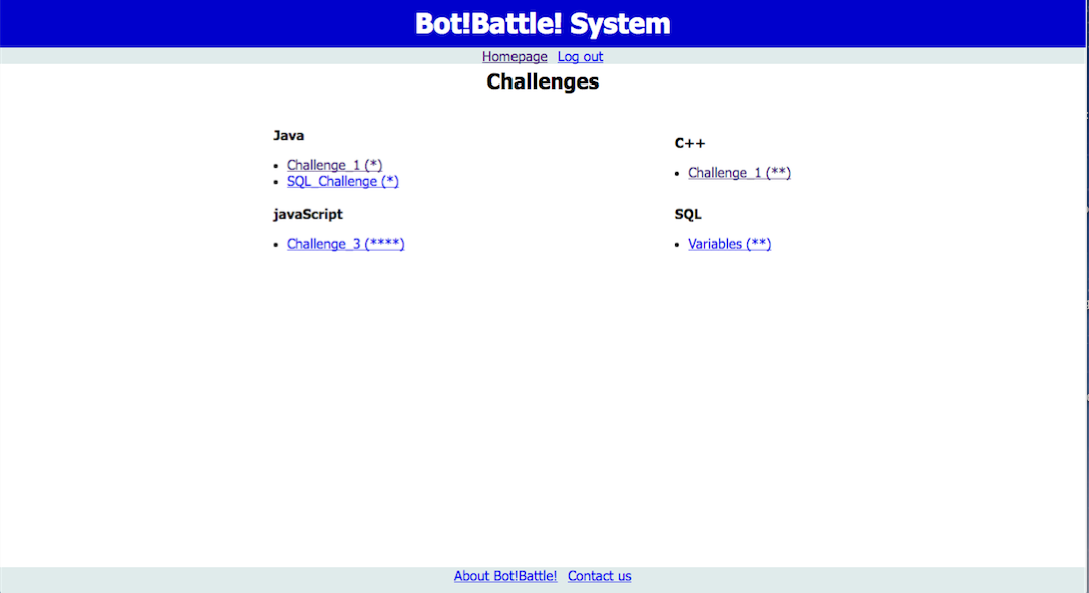 Bot!Battle! System
Homepage Log out
Challenges
Java
• Challenge_1 (*)
• SQL_Challenge (*)
javaScript
• Challenge_3 (****)
C++
• Challenge_1 (**)
SQL
• Variables (**)
About Bot!Battle! Contact us